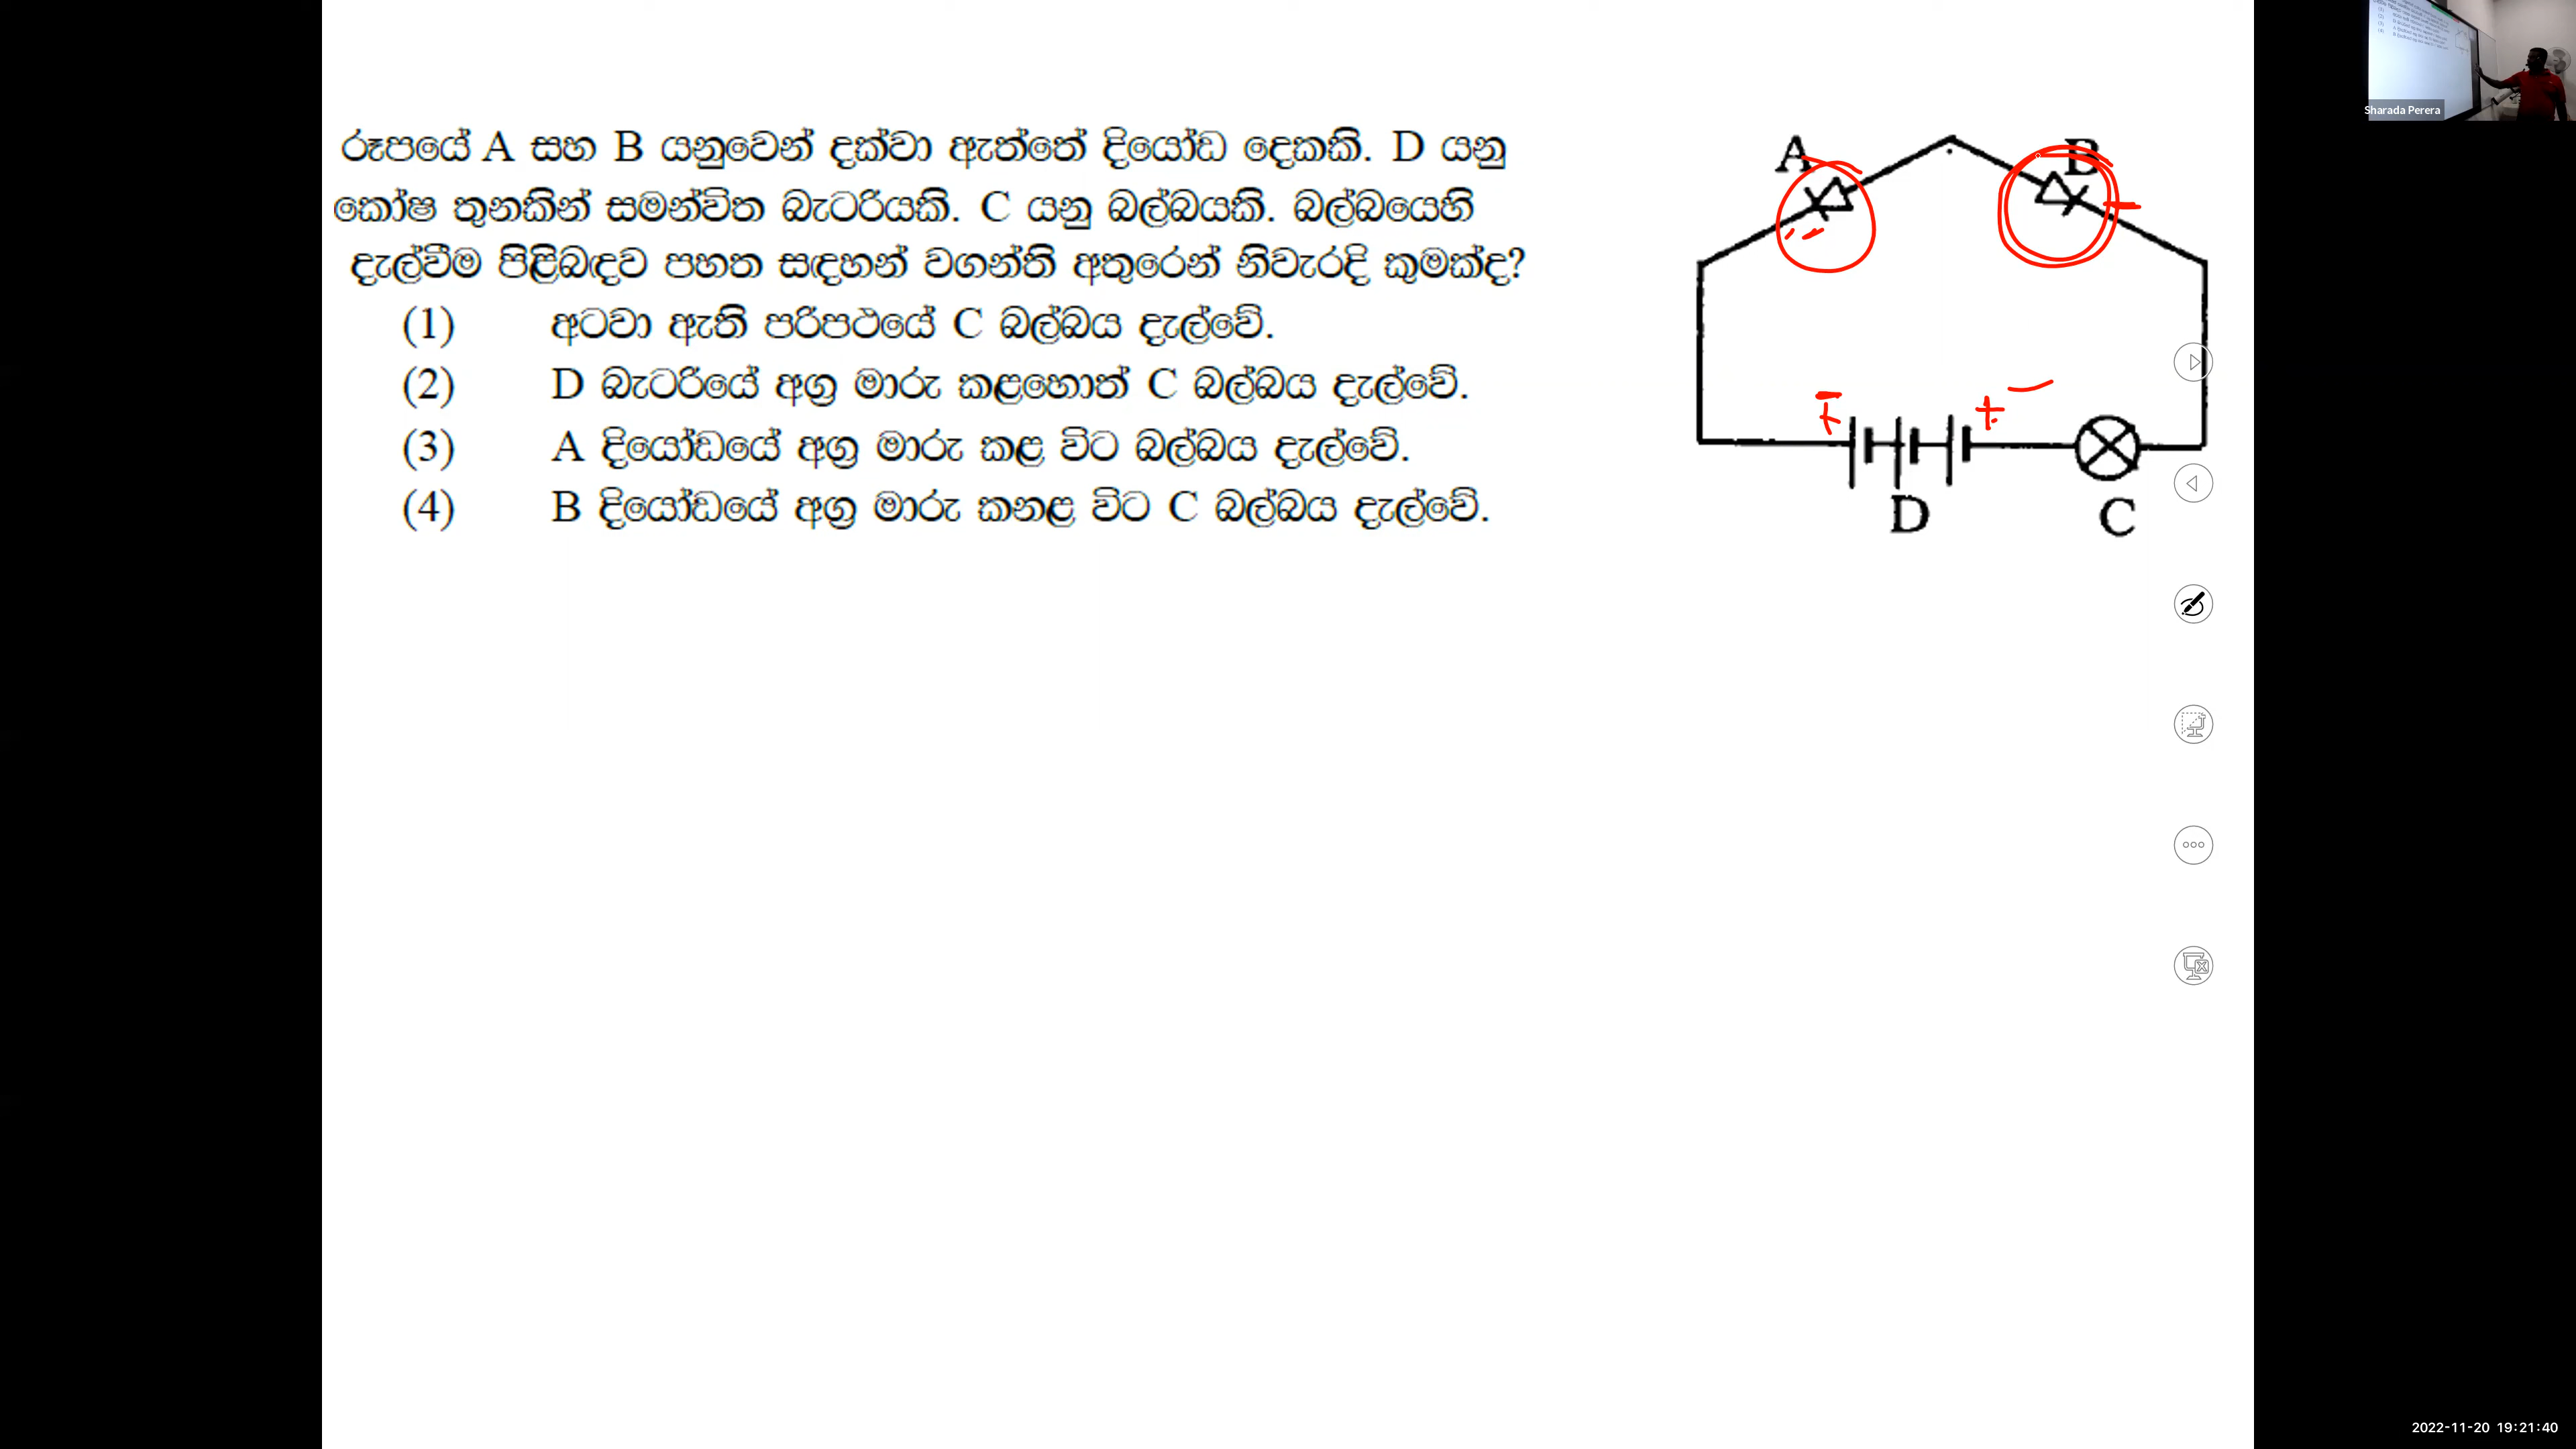 රූපයේ A සහ B යනුවෙන් දක්වා ඇත්තේ දියෝඩ දෙකකි. D යනු
කෝෂ තුනකින් සමන්විත බැටරියකි. C යනු බල්බයකි. බල්බයෙහි
දැල්වීම පිළිබඳව පහත සඳහන් වගන්ති අතුරෙන් නිවැරදි කුමක්ද?
(1) අටවා ඇති පරිපථයේ C බල්බය දැල්වේ.
(2) D බැටරියේ අග්‍ර මාරු කළහොත් C බල්බය දැල්වේ.
(3) A දියෝඩයේ අග්‍ර මාරු කළ විට බල්බය දැල්වේ.
(4) B දියෝඩයේ අග්‍ර මාරු කනළ විට C බල්බය දැල්වේ.
A
B
+
D
C
Sharada Perera
2022-11-20 19:21:40